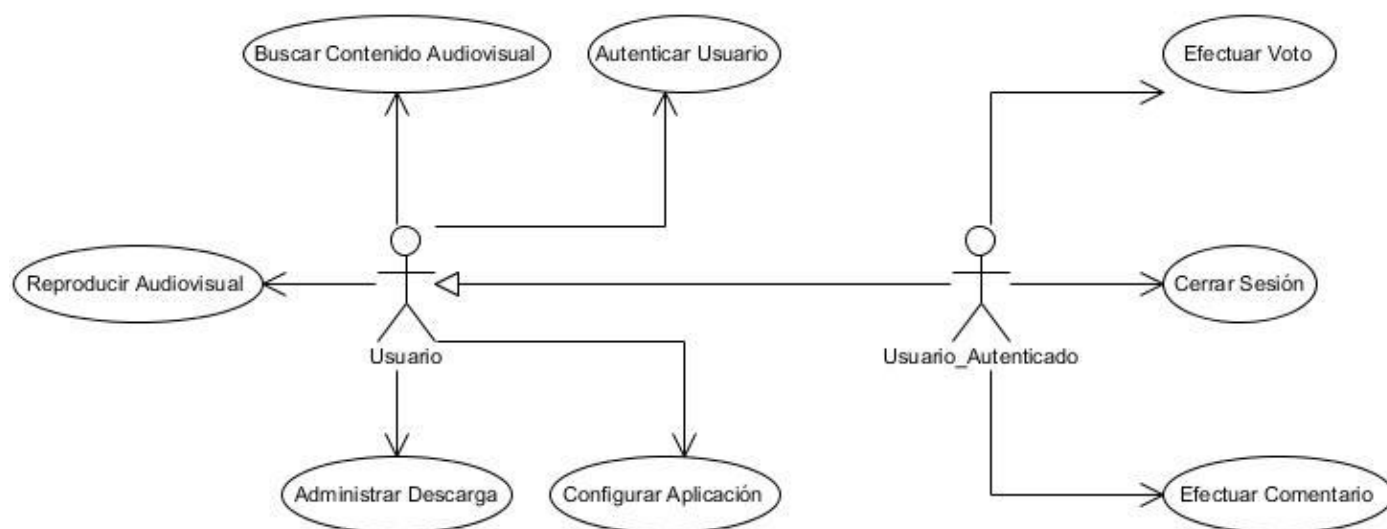 Buscar Contenido Audiovisual
Autenticar Usuario
Efectuar Voto
Reproducir Audiovisual
Cerrar Sesión
Usuario
Usuario_Autenticado
Administrar Descarga
Configurar Aplicación
Efectuar Comentario